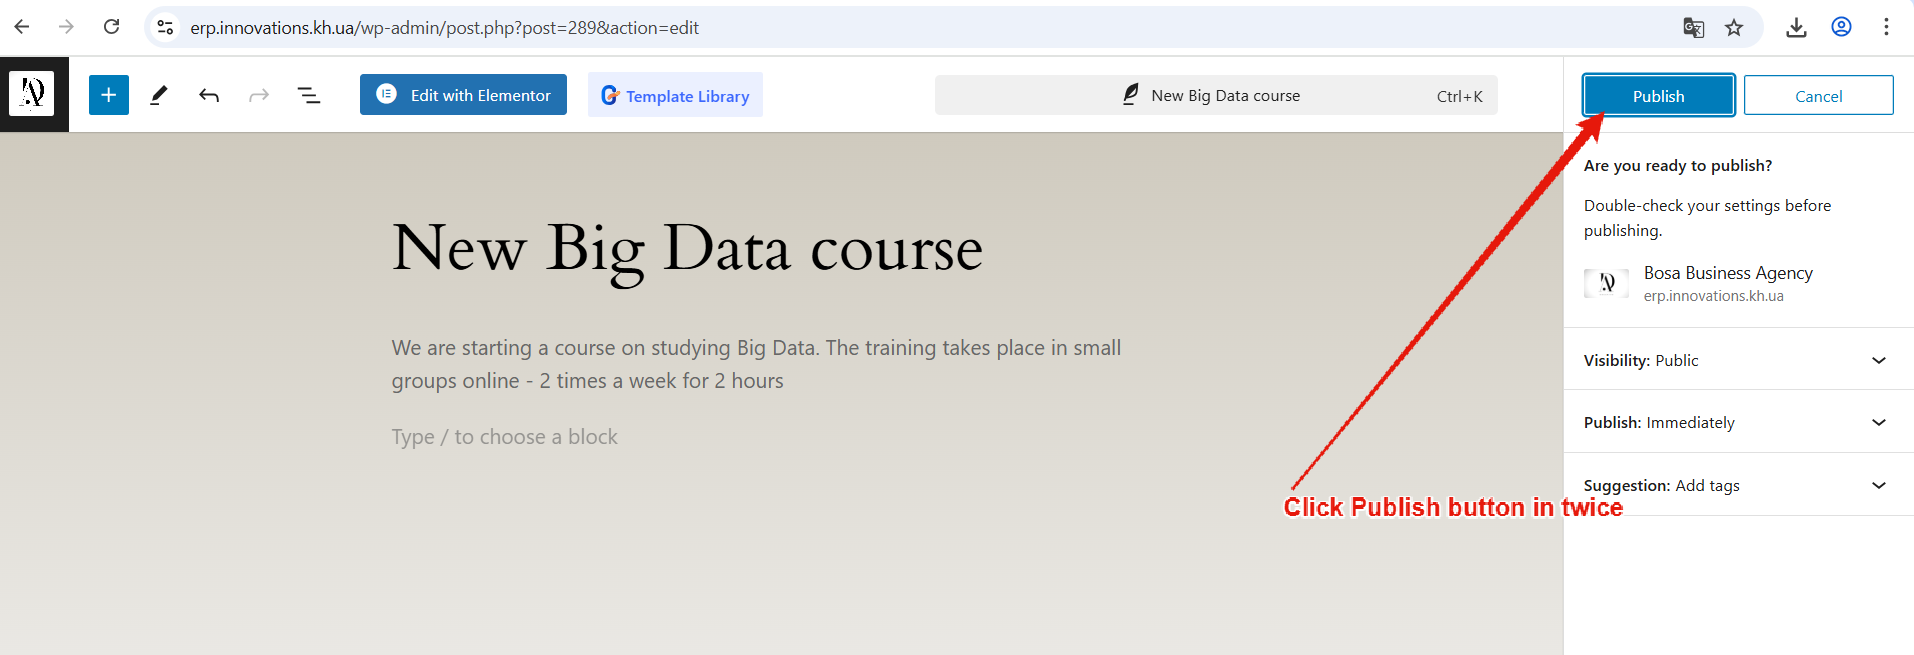 erp.innovations.kh.ua/wp-admin/post.php?post=289&action=edit
Edit with Elementor
Template Library
New Big Data course
Ctrl+K
Publish
Cancel
Are you ready to publish?
Double-check your settings before
publishing.
Bosa Business Agency
erp.innovations.kh.ua
Visibility: Public
Publish: Immediately
Suggestion: Add tags
New Big Data course
We are starting a course on studying Big Data. The training takes place in small
groups online - 2 times a week for 2 hours
Type / to choose a block
Click Publish button in twice